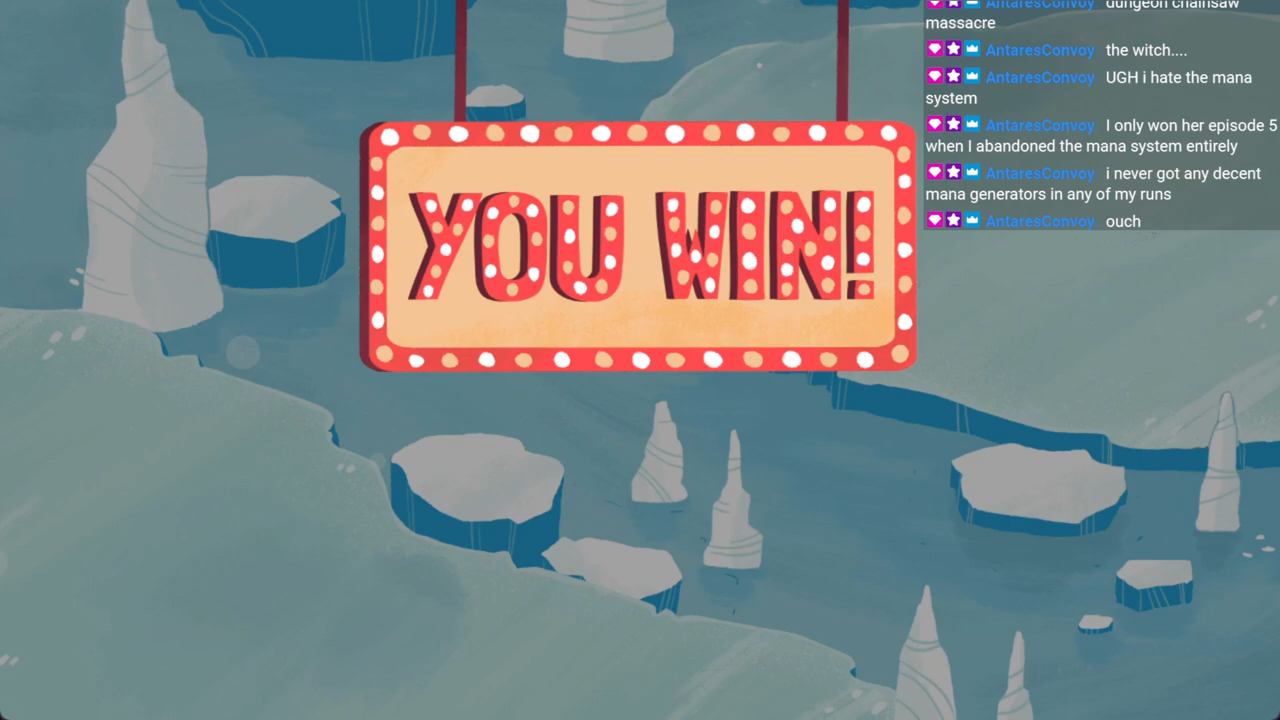 dungeon chainsaw
massacre
AntaresConvoy the witch....
AntaresConvoy UGH i hate the mana
system
AntaresConvoy I only won her episode 5
when I abandoned the mana system entirely
AntaresConvoy i never got any decent
mana generators in any of my runs
AntaresConvoy ouch
YOU WIN!